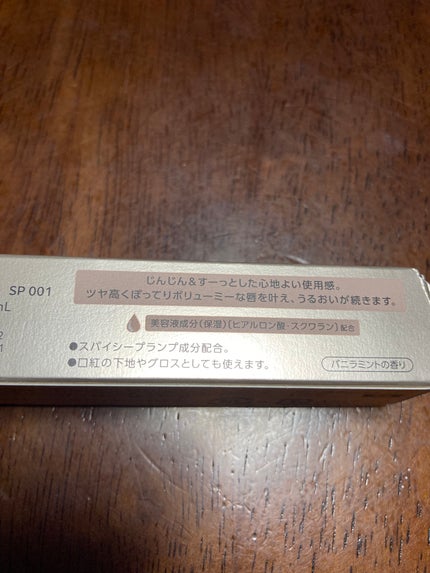 SP 001
mL
2
1
じんじん&すーっとした心地よい使用感。
ツヤ高くぽってりボリューミーな唇を叶え、うるおいが続きます。
美容液成分(保湿)[ヒアルロン酸・スクワラン]配合
●スパイシープランプ成分配合。
●口紅の下地やグロスとしても使えます。
バニラミントの香り